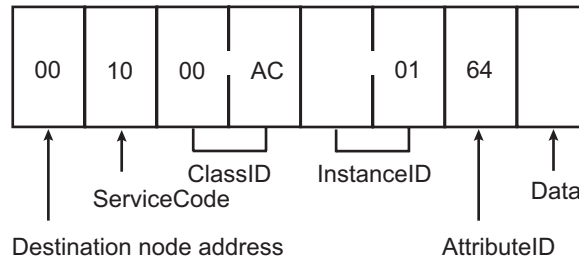 00 10 00 AC 01 64
ClassID InstanceID
ServiceCode Data
Destination node address AttributeID